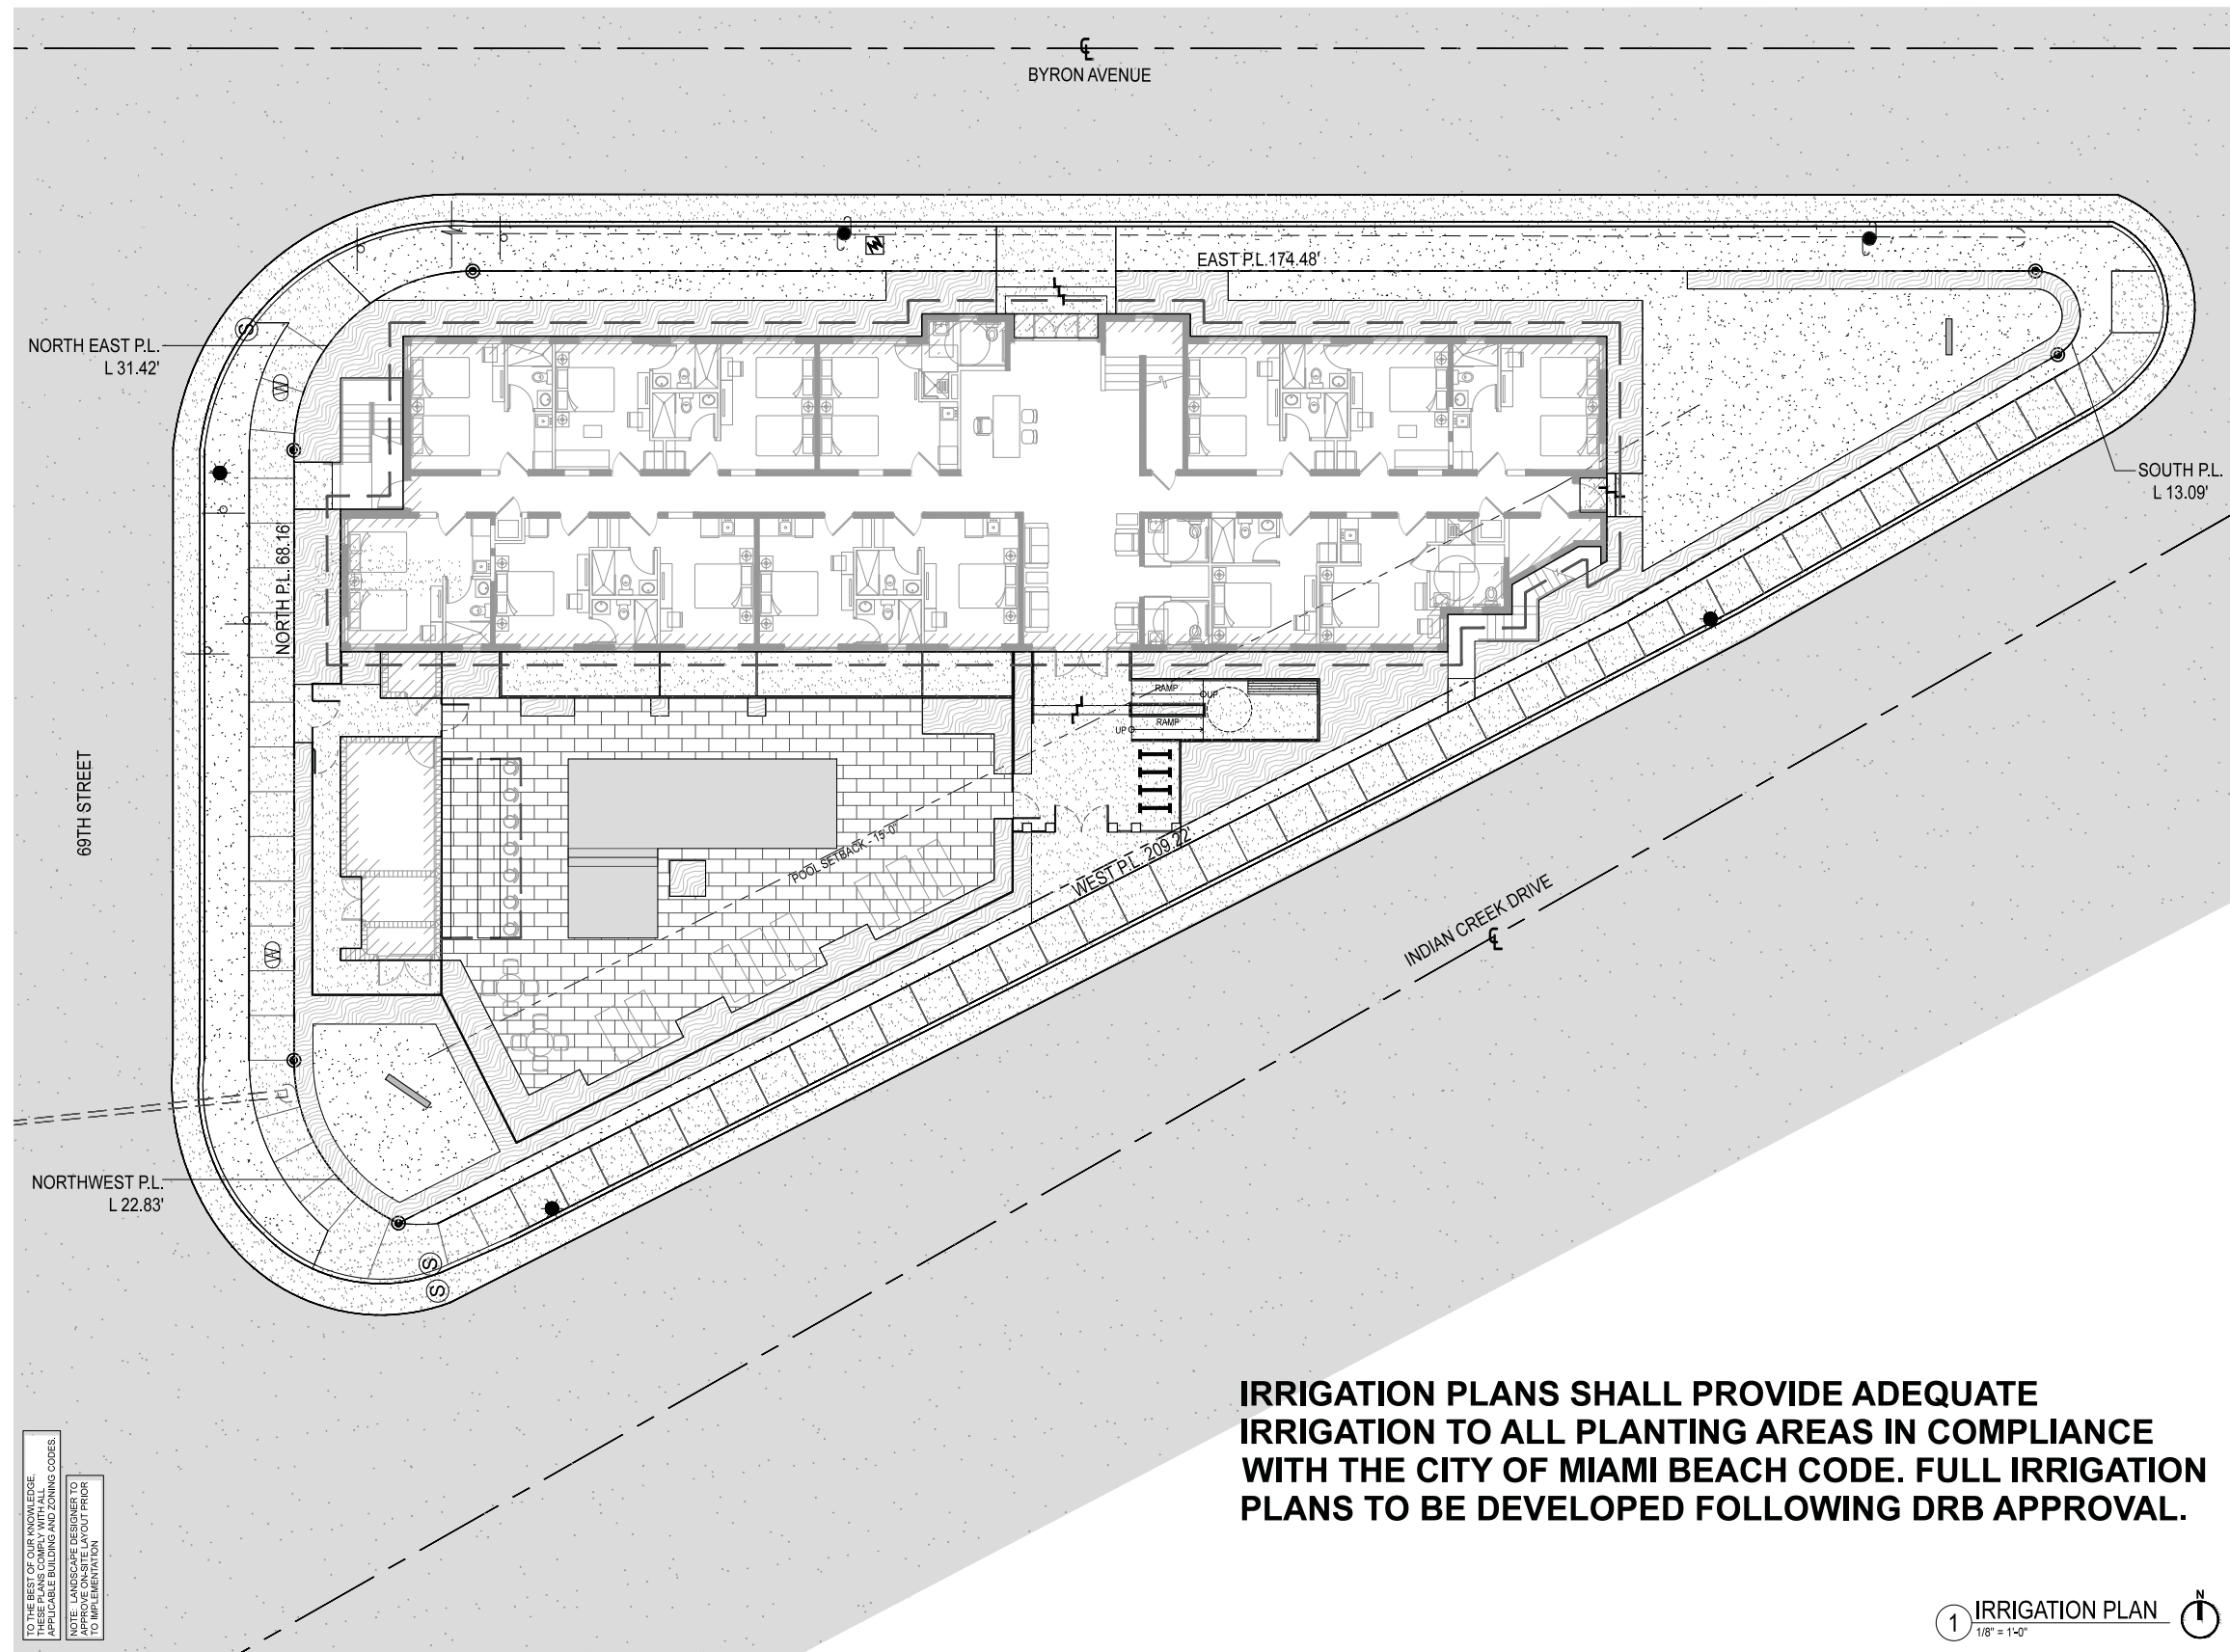 BYRON AVENUE
EAST P.L.174.48'
NORTH EAST P.L.
L 31.42'
SOUTH P.L.
L 13.09'
NORTH P.L. 68.16'
69TH STREET
RAMP
UP
RAMP
UP
POOL SETBACK - 15'-0"
WEST P.L. 209.22'
INDIAN CREEK DRIVE
NORTHWEST P.L.
L 22.83'
S
W
W
S
S
IRRIGATION PLANS SHALL PROVIDE ADEQUATE
IRRIGATION TO ALL PLANTING AREAS IN COMPLIANCE
WITH THE CITY OF MIAMI BEACH CODE. FULL IRRIGATION
PLANS TO BE DEVELOPED FOLLOWING DRB APPROVAL.
TO THE BEST OF OUR KNOWLEDGE,
THESE PLANS COMPLY WITH ALL
APPLICABLE BUILDING AND ZONING CODES.
NOTE: LANDSCAPE DESIGNER TO
APPROVE ON-SITE LAYOUT PRIOR
TO IMPLEMENTATION
1
IRRIGATION PLAN
1/8" = 1'-0"
N